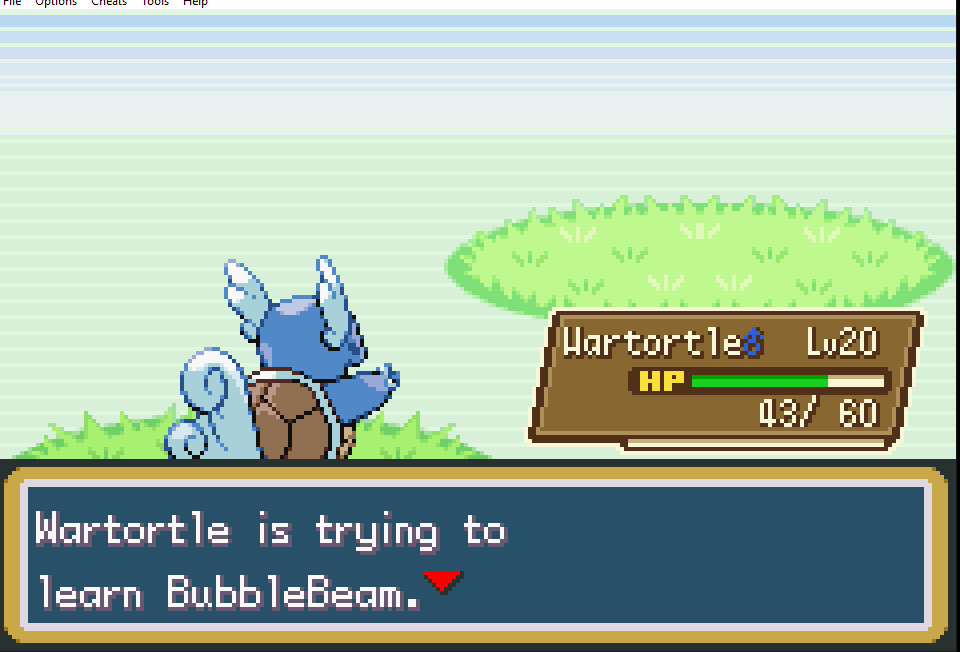 File Options Cheats Tools Help
Wartortle♂ Lv20
HP
43/ 60
Wartortle is trying to
learn BubbleBeam.